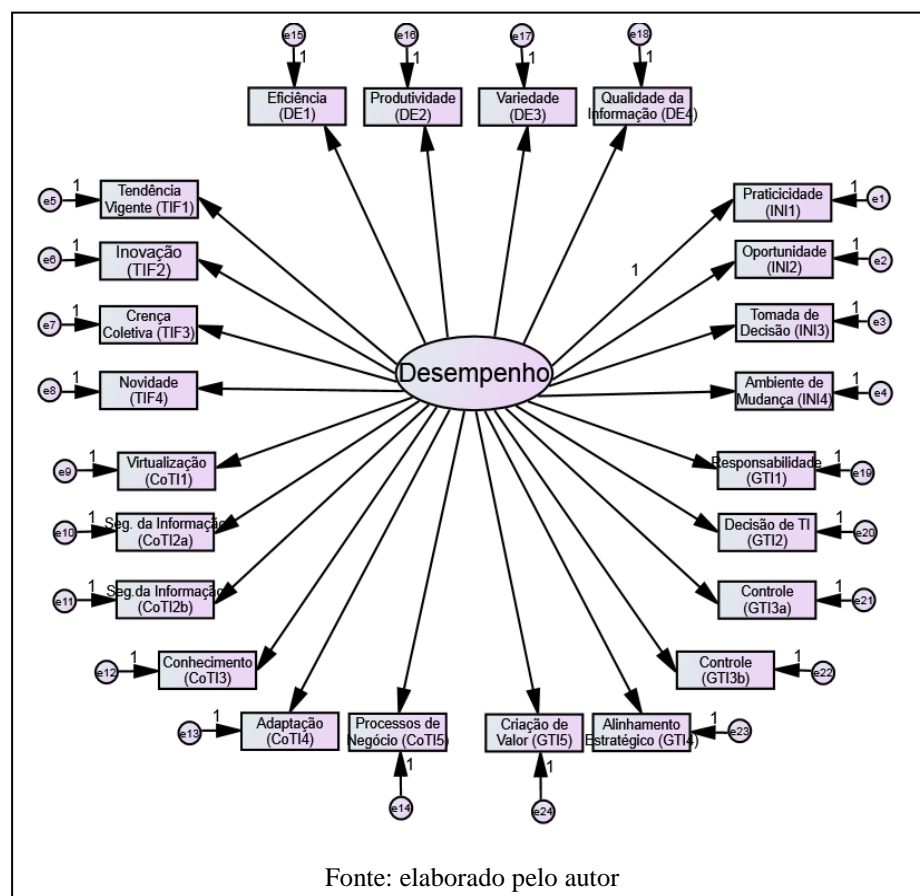 e15
e16
e17
e18
1
1
1
1
Eficiência
(DE1)
Produtividade
(DE2)
Variedade
(DE3)
Qualidade da
Informação (DE4)
e5
1
Tendência
Vigente (TIF1)
Praticicidade
(INI1)
1
e1
e6
1
Inovação
(TIF2)
1
Oportunidade
(INI2)
1
e2
e7
1
Crença
Coletiva (TIF3)
Tomada de
Decisão (INI3)
1
e3
Desempenho
e8
1
Novidade
(TIF4)
Ambiente de
Mudança (INI4)
1
e4
e9
1
Virtualização
(CoTI1)
Responsabilidade
(GTI1)
1
e19
e10
1
Seg. da Informação
(CoTI2a)
Decisão de TI
(GTI2)
1
e20
e11
1
Seg.da Informação
(CoTI2b)
Controle
(GTI3a)
1
e21
e12
1
Conhecimento
(CoTI3)
Controle
(GTI3b)
1
e22
e13
1
Adaptação
(CoTI4)
Processos de
Negócio (CoTI5)
Criação de
Valor (GTI5)
Alinhamento
Estratégico (GTI4)
1
e23
1
e14
1
e24
Fonte: elaborado pelo autor